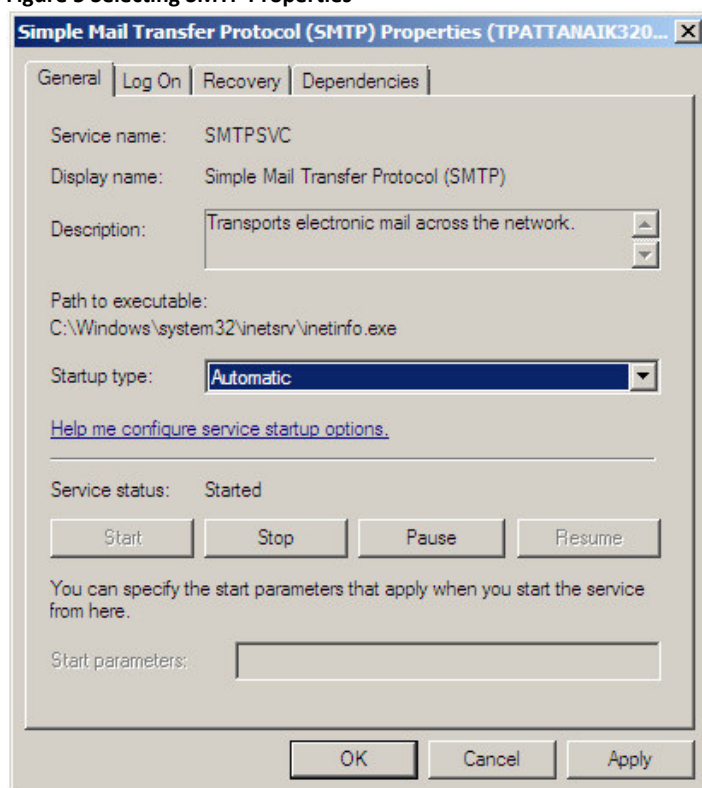 Figure 3 Selecting SMTP Properties
Simple Mail Transfer Protocol (SMTP) Properties (TPATTANAIK320...
General Log On Recovery Dependencies
Service name: SMTPSVC
Display name: Simple Mail Transfer Protocol (SMTP)
Description: Transports electronic mail across the network.
Path to executable:
C:\Windows\system32\inetsrv\inetinfo.exe
Startup type: Automatic
Help me configure service startup options.
Service status: Started
Start Stop Pause Resume
You can specify the start parameters that apply when you start the service
from here.
Start parameters:
OK Cancel Apply